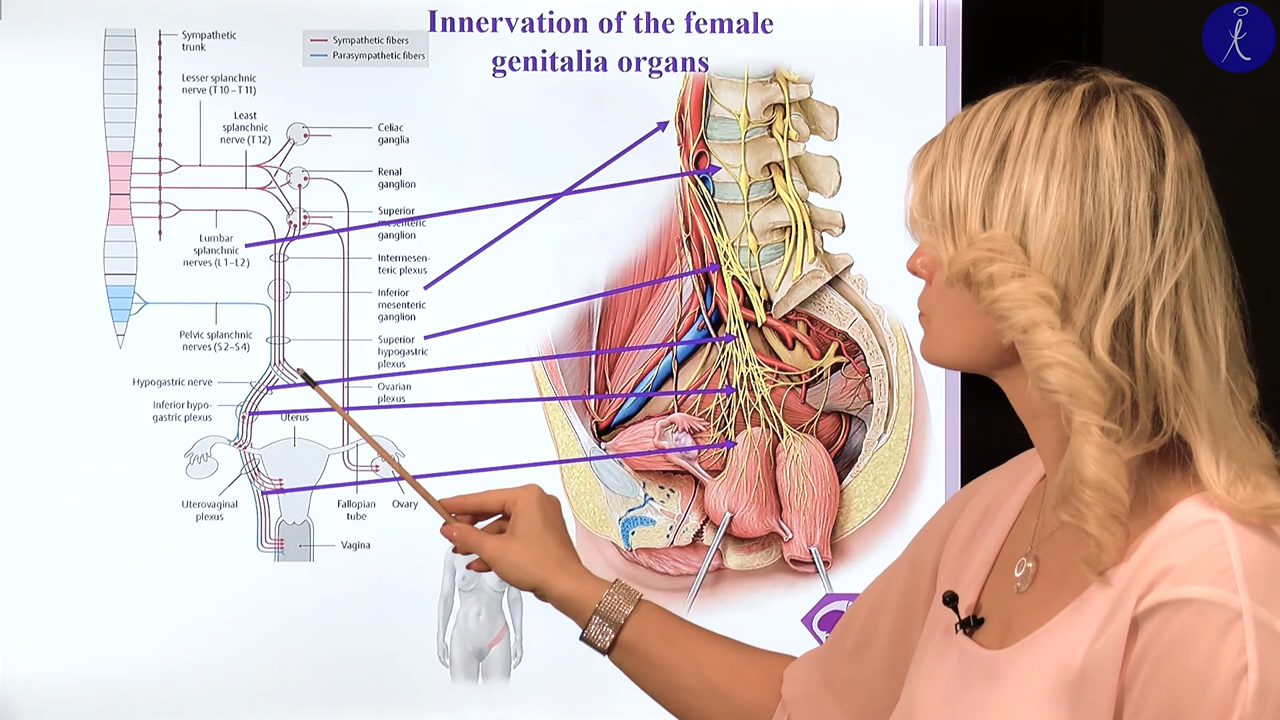 Innervation of the female
genitalia organs
Sympathetic
trunk
Sympathetic fibers
Parasympathetic fibers
Lesser splanchnic
nerve (T10–T11)
Least
splanchnic
nerve (T12)
Celiac
ganglia
Renal
ganglion
Superior
mesenteric
ganglion
Lumbar
splanchnic
nerves (L1–L2)
Intermesen-
teric plexus
Inferior
mesenteric
ganglion
Pelvic splanchnic
nerves (S2–S4)
Superior
hypogastric
plexus
Hypogastric nerve
Ovarian
plexus
Inferior hypo-
gastric plexus
Uterus
Uterovaginal
plexus
Fallopian
tube
Ovary
Vagina